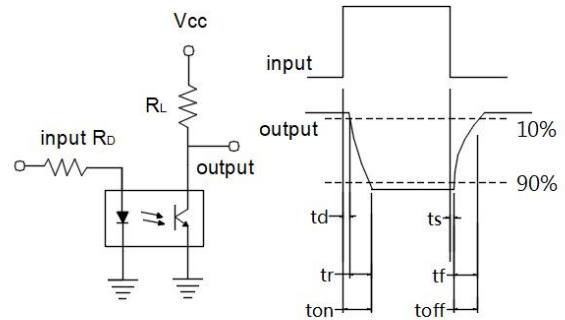 Vcc
RL
input RD
output
input
output
10%
90%
td
ts
tr
tf
ton
toff